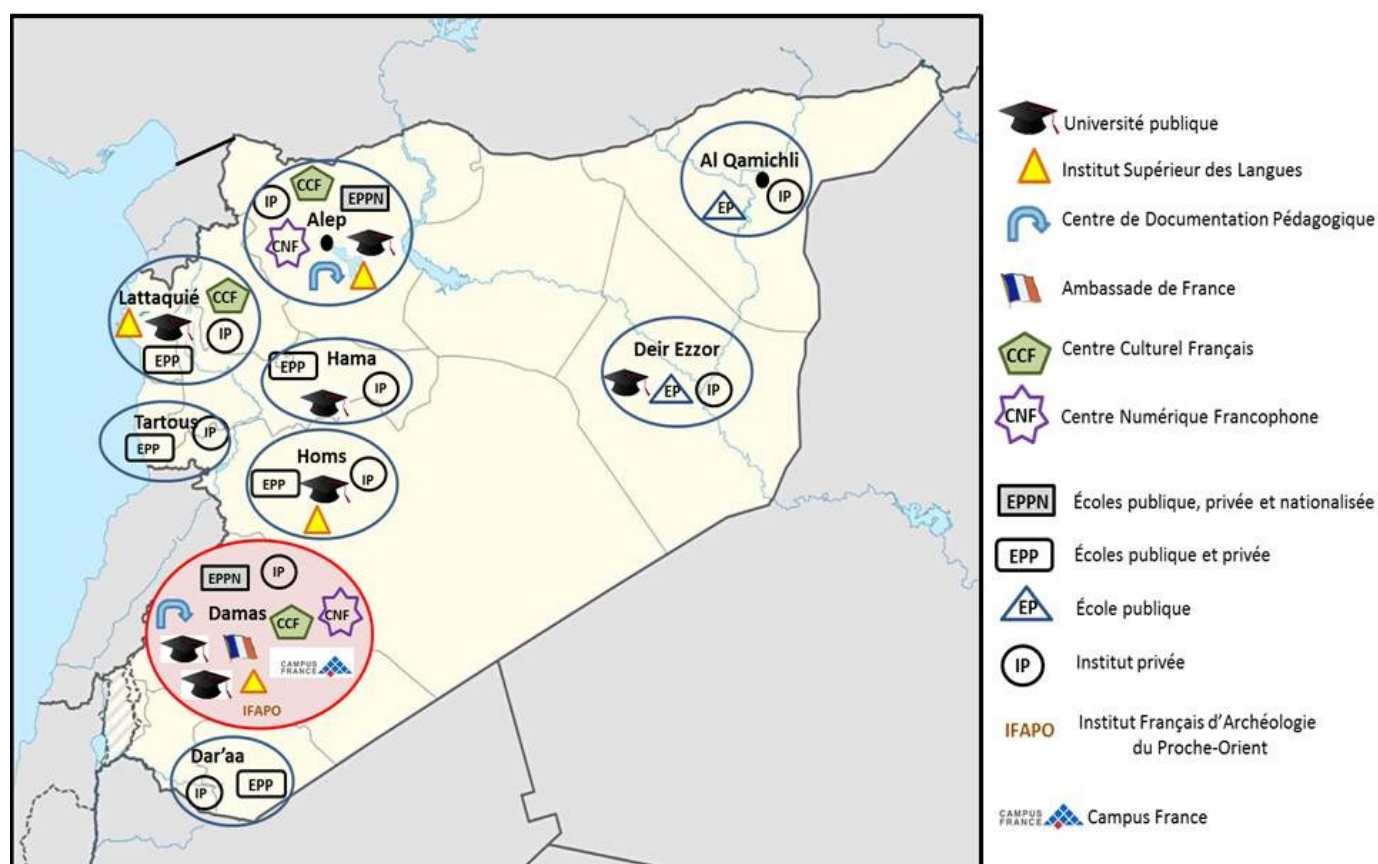 Al Qamichli
EP
IP
CCF
IP
EPPN
Alep
CNF
Lattaquié
CCF
IP
EPP
EPP
Hama
IP
Deir Ezzor
EP
IP
Tartous
IP
EPP
Homs
EPP
IP
EPPN
IP
Damas
CCF
CNF
CAMPUS
FRANCE
IFAPO
Dar'aa
IP
EPP
Université publique
Institut Supérieur des Langues
Centre de Documentation Pédagogique
Ambassade de France
CCF Centre Culturel Français
CNF Centre Numérique Francophone
EPPN Écoles publique, privée et nationalisée
EPP Écoles publique et privée
EP École publique
IP Institut privée
IFAPO Institut Français d'Archéologie
du Proche-Orient
CAMPUS
FRANCE Campus France